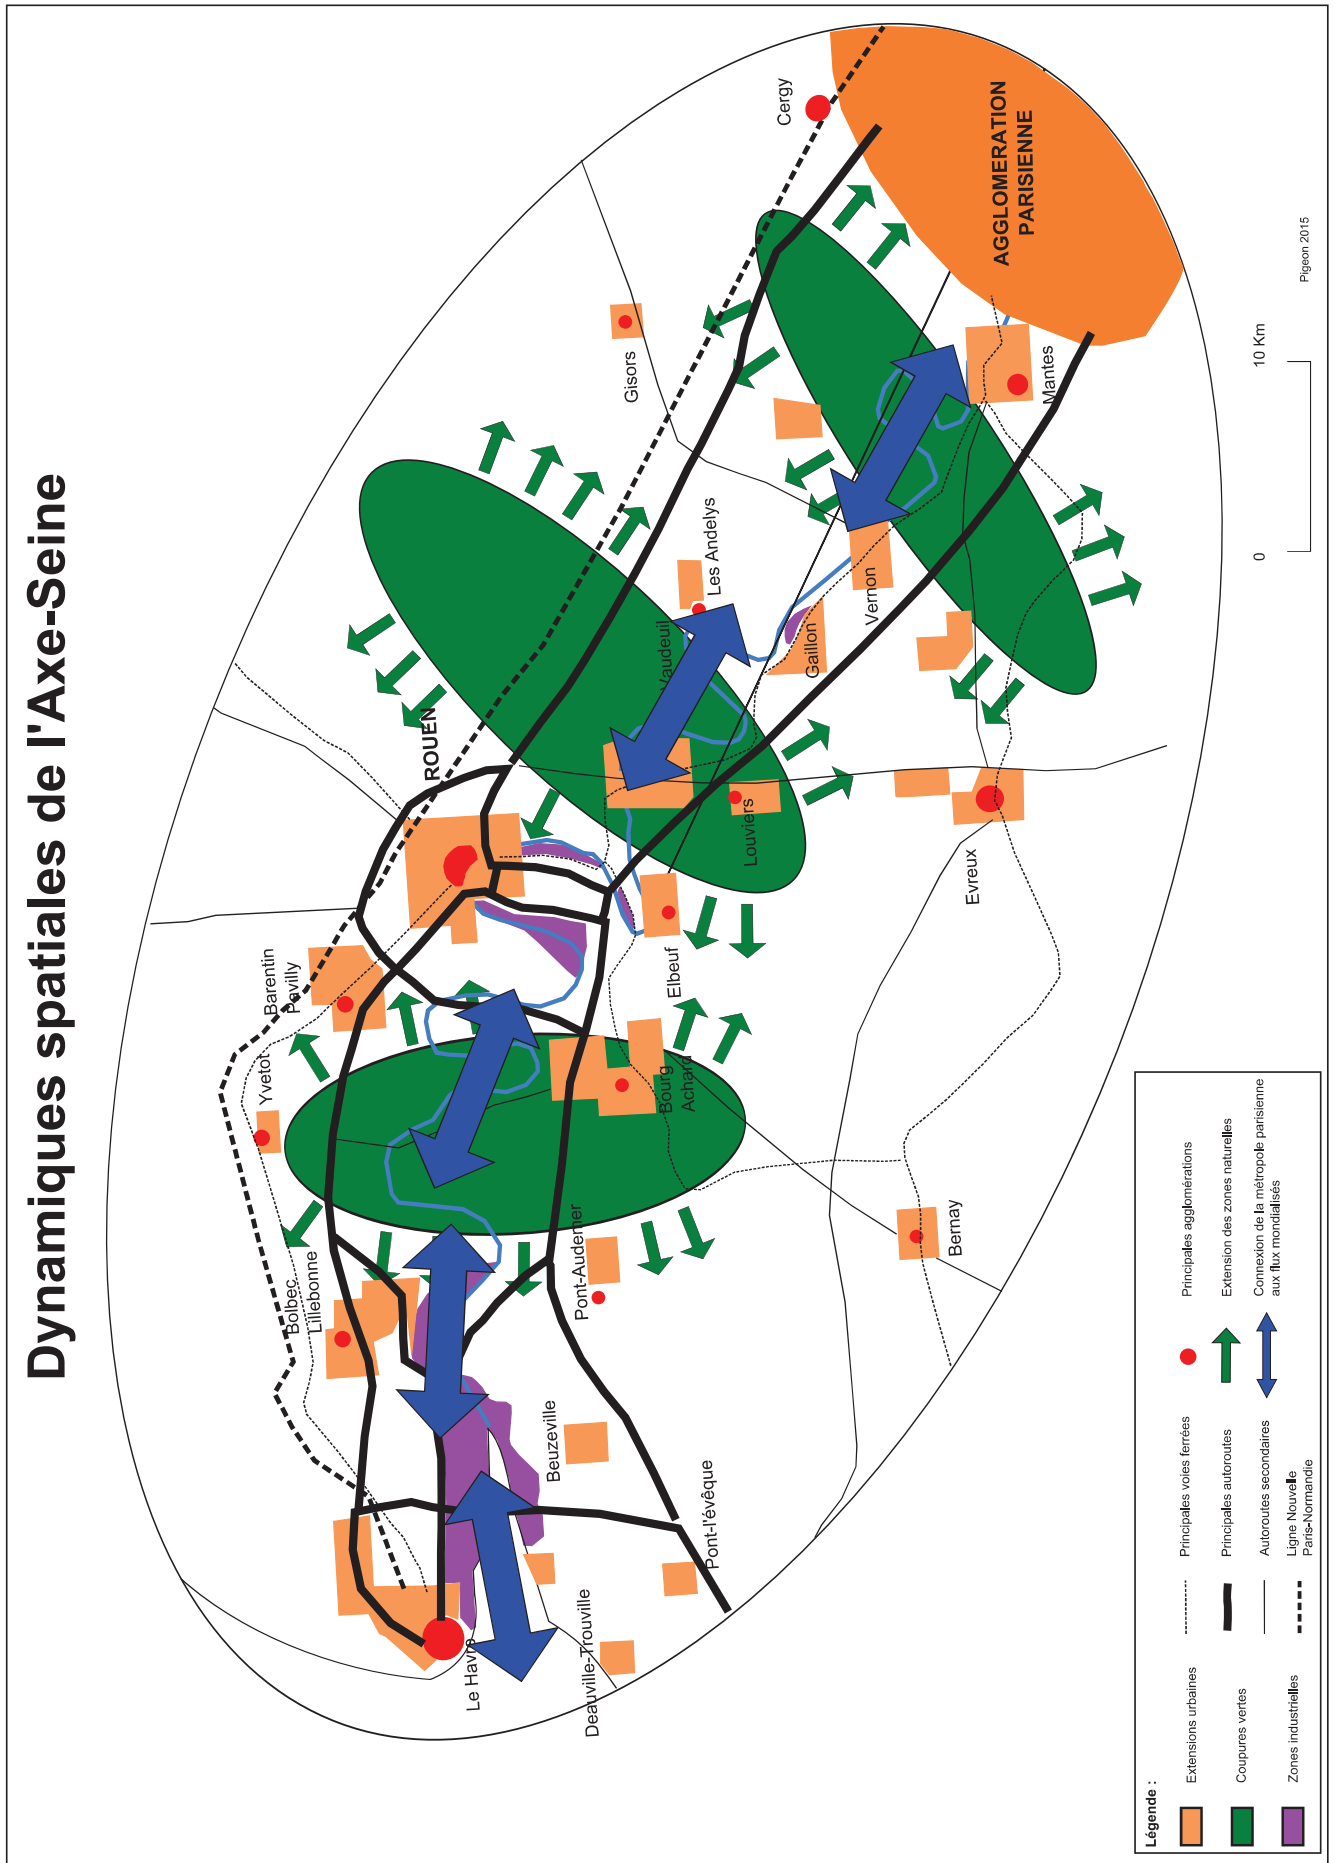 Dynamiques spatiales de l'Axe-Seine
Cergy
AGGLOMERATION
PARISIENNE
Gisors
Mantes
Les Andelys
Vaudeuil
Gaillon
Vernon
ROUEN
Louviers
Evreux
Elbeuf
Barentin
Pavilly
Yvetot
Bourg
Achard
Bernay
Bolbec
Lillebonne
Pont-Audemer
Beuzeville
Pont-l'évêque
Le Havre
Deauville-Trouville
0
10 Km
Pigeon 2015
Légende :
Extensions urbaines
Coupures vertes
Zones industrielles
Principales voies ferrées
Principales autoroutes
Autoroutes secondaires
Ligne Nouvelle
Paris-Normandie
Principales agglomérations
Extension des zones naturelles
Connexion de la métropole parisienne
aux flux mondialisés